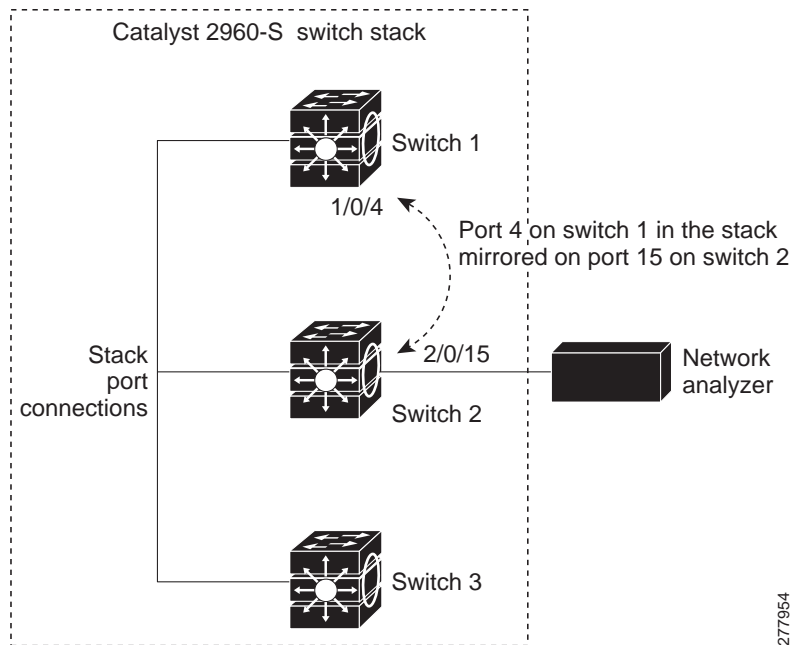 Catalyst 2960-S switch stack
Switch 1
1/0/4
Port 4 on switch 1 in the stack
mirrored on port 15 on switch 2
Stack
port
connections
2/0/15
Switch 2
Network
analyzer
Switch 3
277954